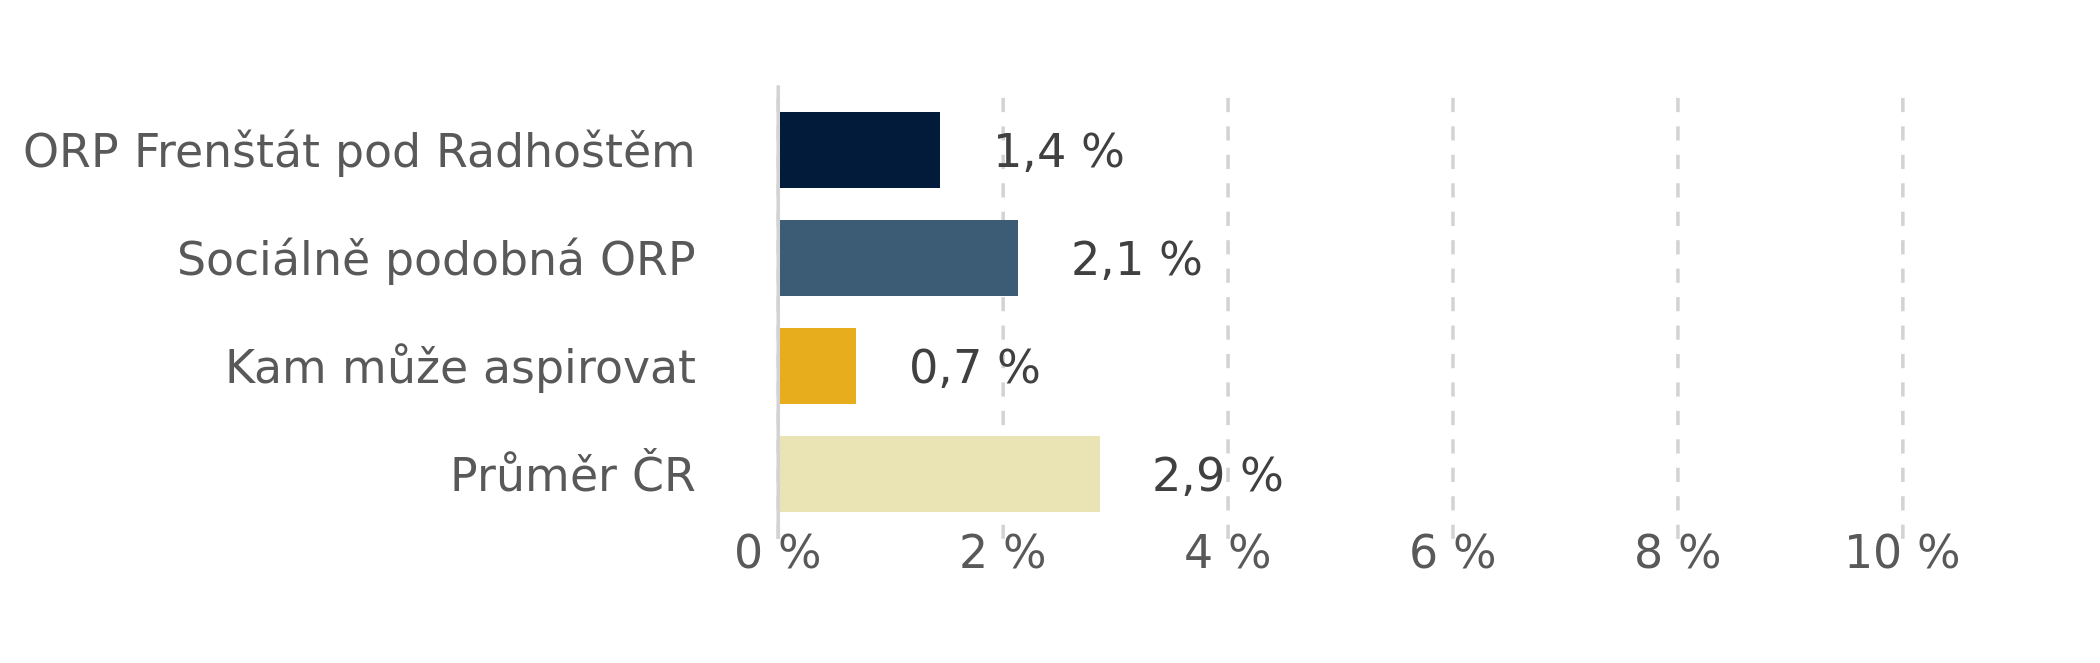 ORP Frenštát pod Radhoštěm 1,4 %
Sociálně podobná ORP 2,1 %
Kam může aspirovat 0,7 %
Průměr ČR 2,9 %
0 % 2 % 4 % 6 % 8 % 10 %